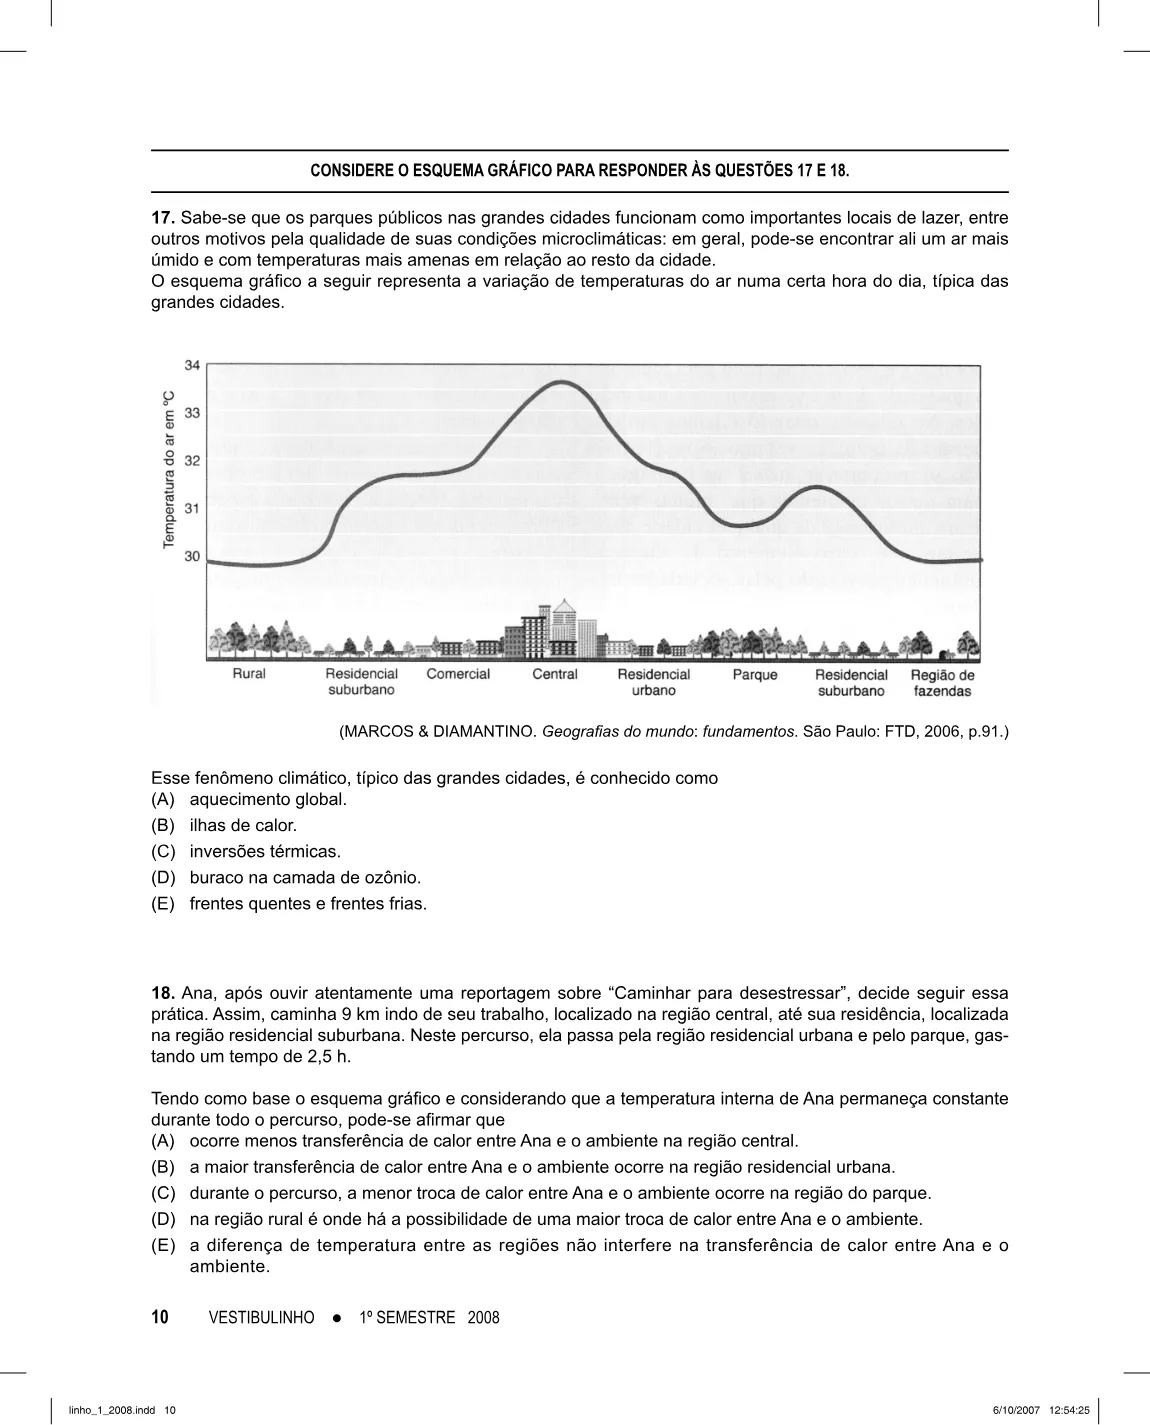 CONSIDERE O ESQUEMA GRÁFICO PARA RESPONDER ÀS QUESTÕES 17 E 18.
17. Sabe-se que os parques públicos nas grandes cidades funcionam como importantes locais de lazer, entre
outros motivos pela qualidade de suas condições microclimáticas: em geral, pode-se encontrar ali um ar mais
úmido e com temperaturas mais amenas em relação ao resto da cidade.
O esquema gráfico a seguir representa a variação de temperaturas do ar numa certa hora do dia, típica das
grandes cidades.
Temperatura do ar em ºC
34
33
32
31
30
Rural
Residencial
suburbano
Comercial
Central
Residencial
urbano
Parque
Residencial
suburbano
Região de
fazendas
(MARCOS & DIAMANTINO. Geografias do mundo: fundamentos. São Paulo: FTD, 2006, p.91.)
Esse fenômeno climático, típico das grandes cidades, é conhecido como
(A) aquecimento global.
(B) ilhas de calor.
(C) inversões térmicas.
(D) buraco na camada de ozônio.
(E) frentes quentes e frentes frias.
18. Ana, após ouvir atentamente uma reportagem sobre “Caminhar para desestressar”, decide seguir essa
prática. Assim, caminha 9 km indo de seu trabalho, localizado na região central, até sua residência, localizada
na região residencial suburbana. Neste percurso, ela passa pela região residencial urbana e pelo parque, gas-
tando um tempo de 2,5 h.
Tendo como base o esquema gráfico e considerando que a temperatura interna de Ana permaneça constante
durante todo o percurso, pode-se afirmar que
(A) ocorre menos transferência de calor entre Ana e o ambiente na região central.
(B) a maior transferência de calor entre Ana e o ambiente ocorre na região residencial urbana.
(C) durante o percurso, a menor troca de calor entre Ana e o ambiente ocorre na região do parque.
(D) na região rural é onde há a possibilidade de uma maior troca de calor entre Ana e o ambiente.
(E) a diferença de temperatura entre as regiões não interfere na transferência de calor entre Ana e o
ambiente.
10 VESTIBULINHO ● 1º SEMESTRE 2008
linho_1_2008.indd 10
6/10/2007 12:54:25